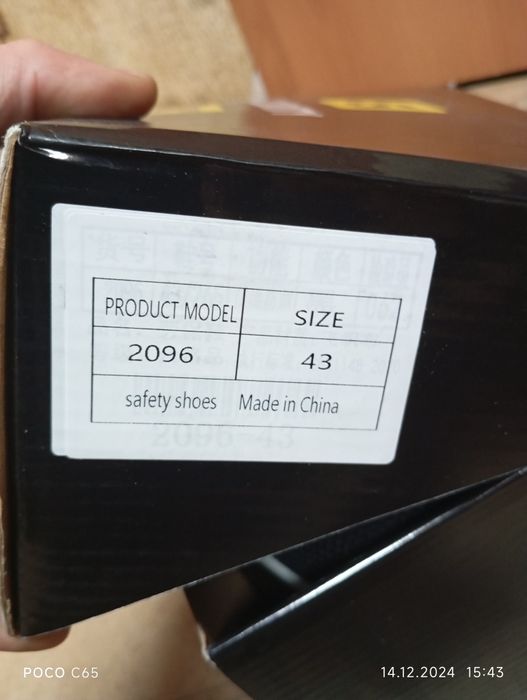 PRODUCT MODEL SIZE
2096 43
safety shoes Made in China
2096-43
POCO C65
14.12.2024 15:43